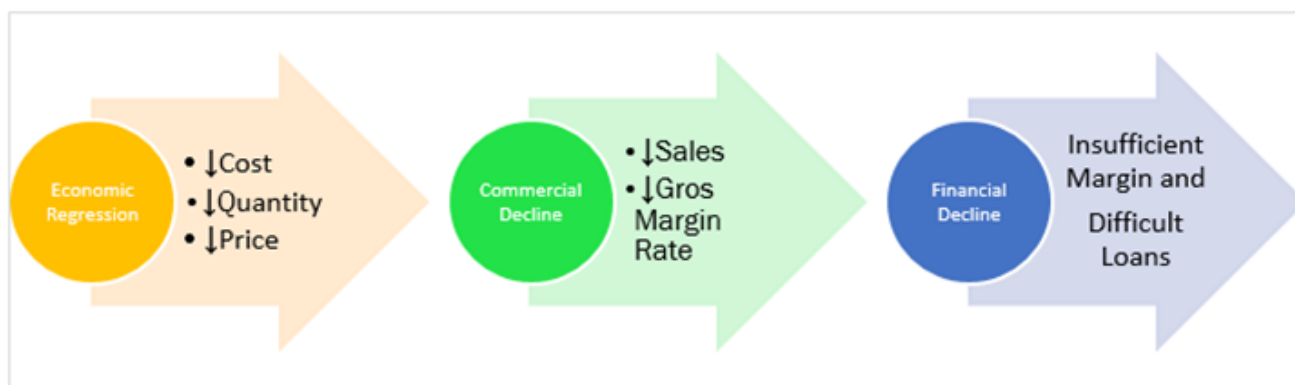 Economic
Regression
• ↓Cost
• ↓Quantity
• ↓Price
Commercial
Decline
• ↓Sales
• ↓Gros
Margin
Rate
Financial
Decline
Insufficient
Margin and
Difficult
Loans